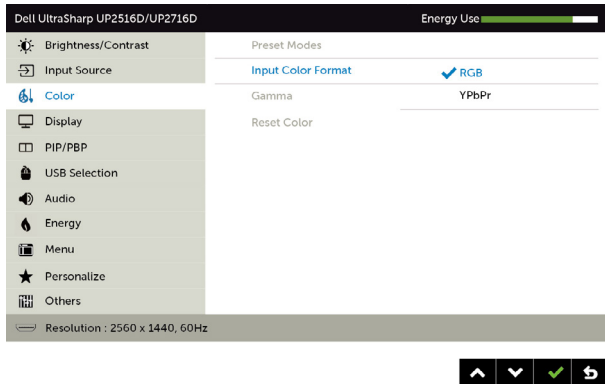 Dell UltraSharp UP2516D/UP2716D Energy Use
Brightness/Contrast
Input Source
Color
Display
PIP/PBP
USB Selection
Audio
Energy
Menu
Personalize
Others
Preset Modes
Input Color Format
Gamma
Reset Color
RGB
YPbPr
Resolution : 2560 x 1440, 60Hz